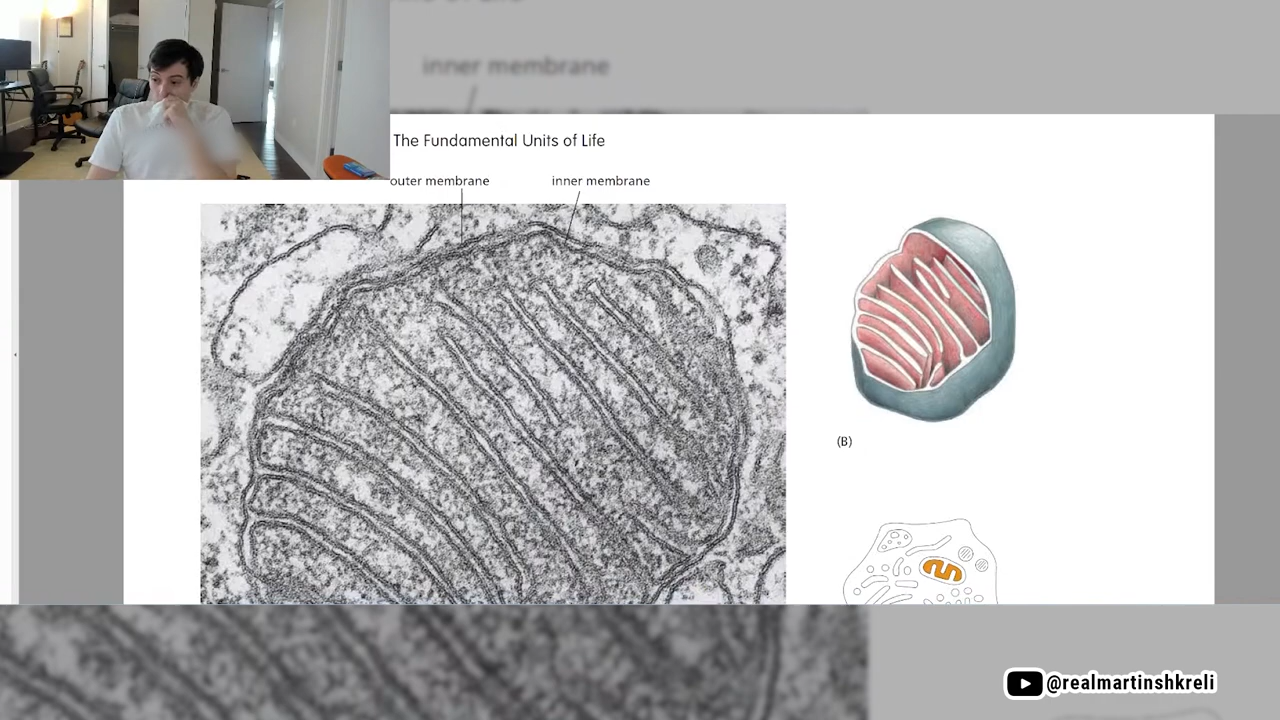 inner membrane
The Fundamental Units of Life
outer membrane
inner membrane
(B)
@realmartinshkreli